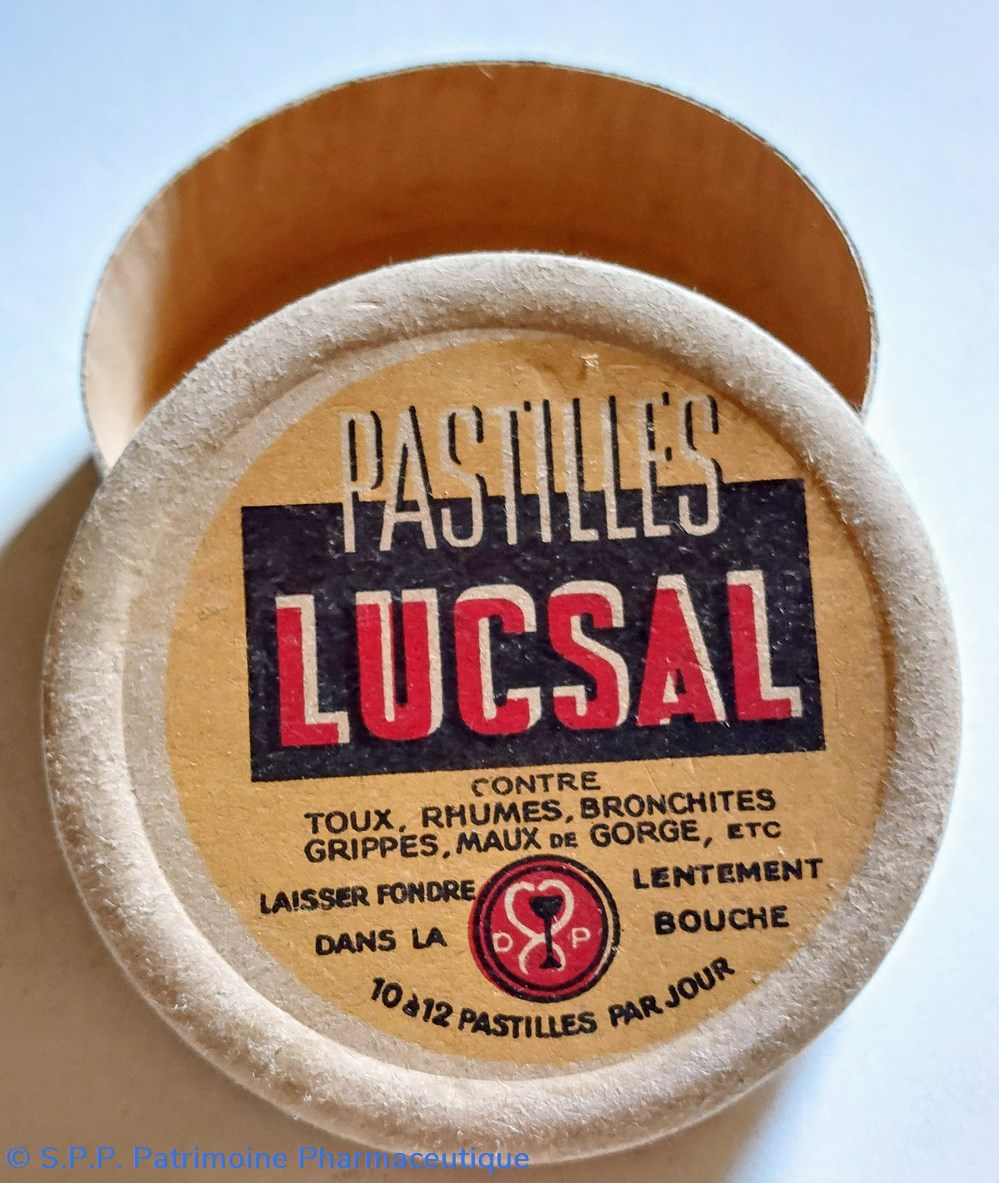 PASTILLES
LUCSAL
CONTRE
TOUX, RHUMES, BRONCHITES
GRIPPES, MAUX DE GORGE, ETC
LAISSER FONDRE LENTEMENT
DANS LA BOUCHE
D P
10 à 12 PASTILLES PAR JOUR
© S.P.P. Patrimoine Pharmaceutique